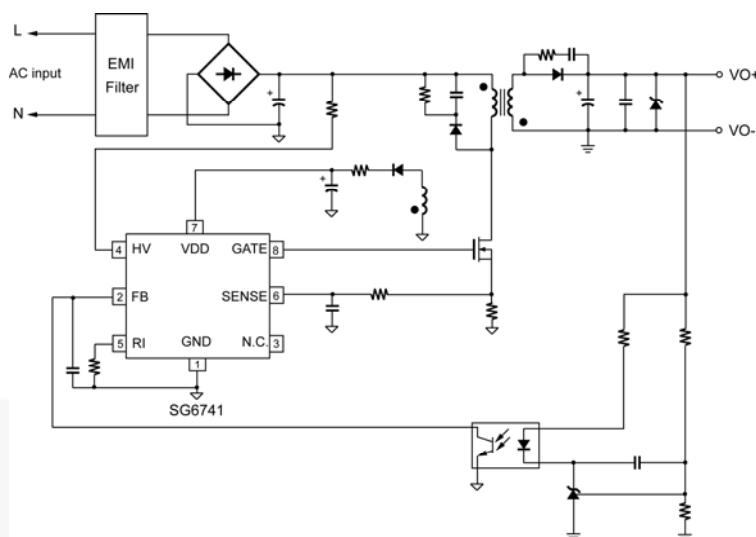 L
EMI
Filter
AC input
N
VO+
VO-
+
+
+
7
4 HV VDD GATE 8
2 FB SENSE 6
5 RI GND N.C. 3
1
SG6741